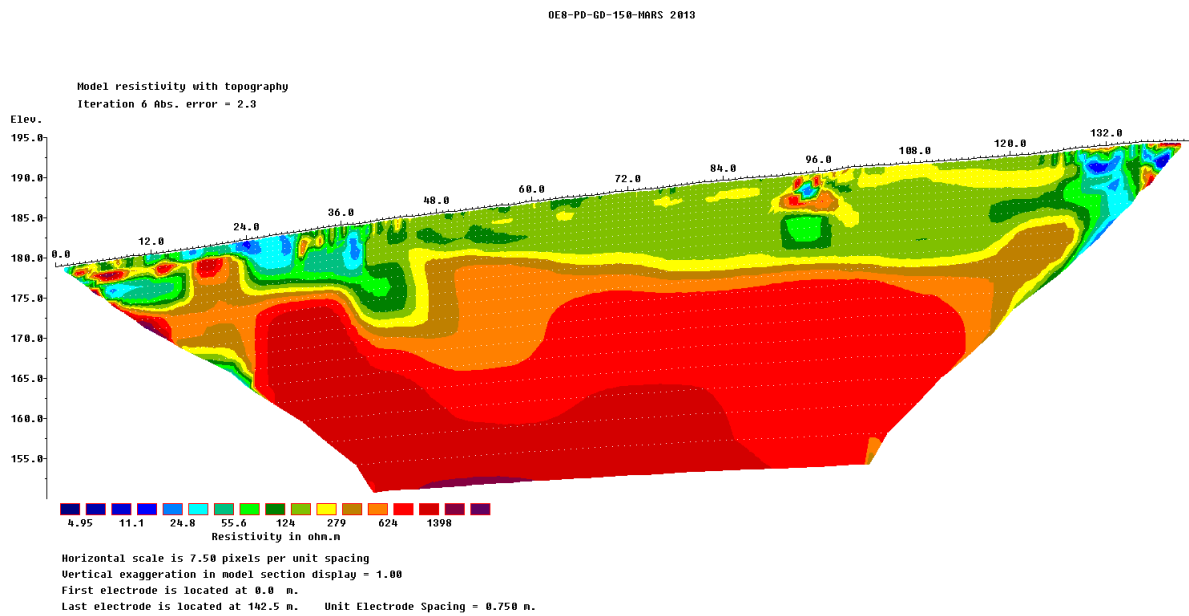 OE8-PD-GD-150-MARS 2013
Model resistivity with topography
Iteration 6 Abs. error = 2.3
Elev.
195.0
190.0
185.0
180.0
175.0
170.0
165.0
160.0
155.0
0.0 12.0 24.0 36.0 48.0 60.0 72.0 84.0 96.0 108.0 120.0 132.0
4.95 11.1 24.8 55.6 124 279 624 1398
Resistivity in ohm.m
Horizontal scale is 7.50 pixels per unit spacing
Vertical exaggeration in model section display = 1.00
First electrode is located at 0.0 m.
Last electrode is located at 142.5 m. Unit Electrode Spacing = 0.750 m.